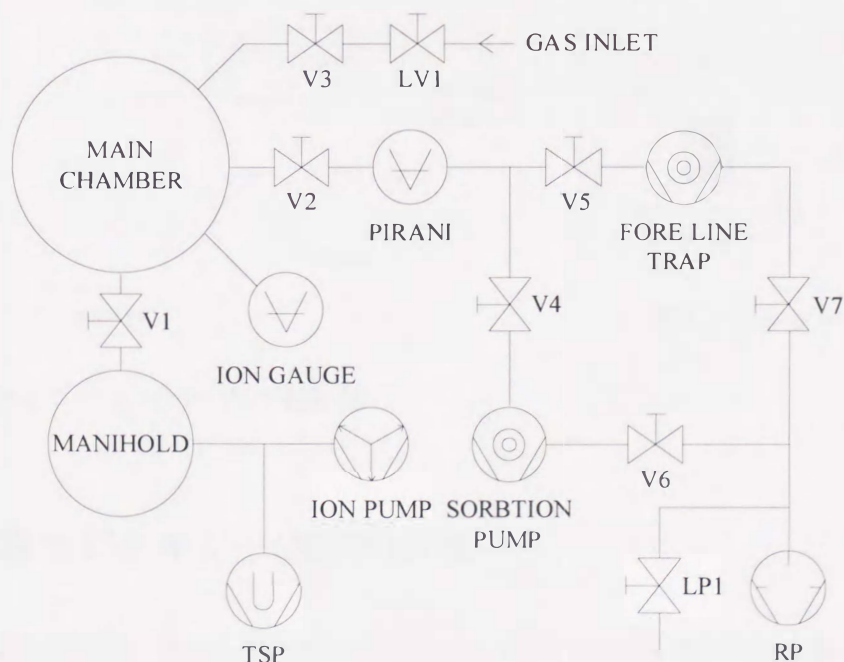 GAS INLET
V3
LV1
MAIN
CHAMBER
V2
PIRANI
V5
FORE LINE
TRAP
V1
V4
V7
ION GAUGE
MANIHOLD
ION PUMP
SORBTION
PUMP
V6
LP1
TSP
RP